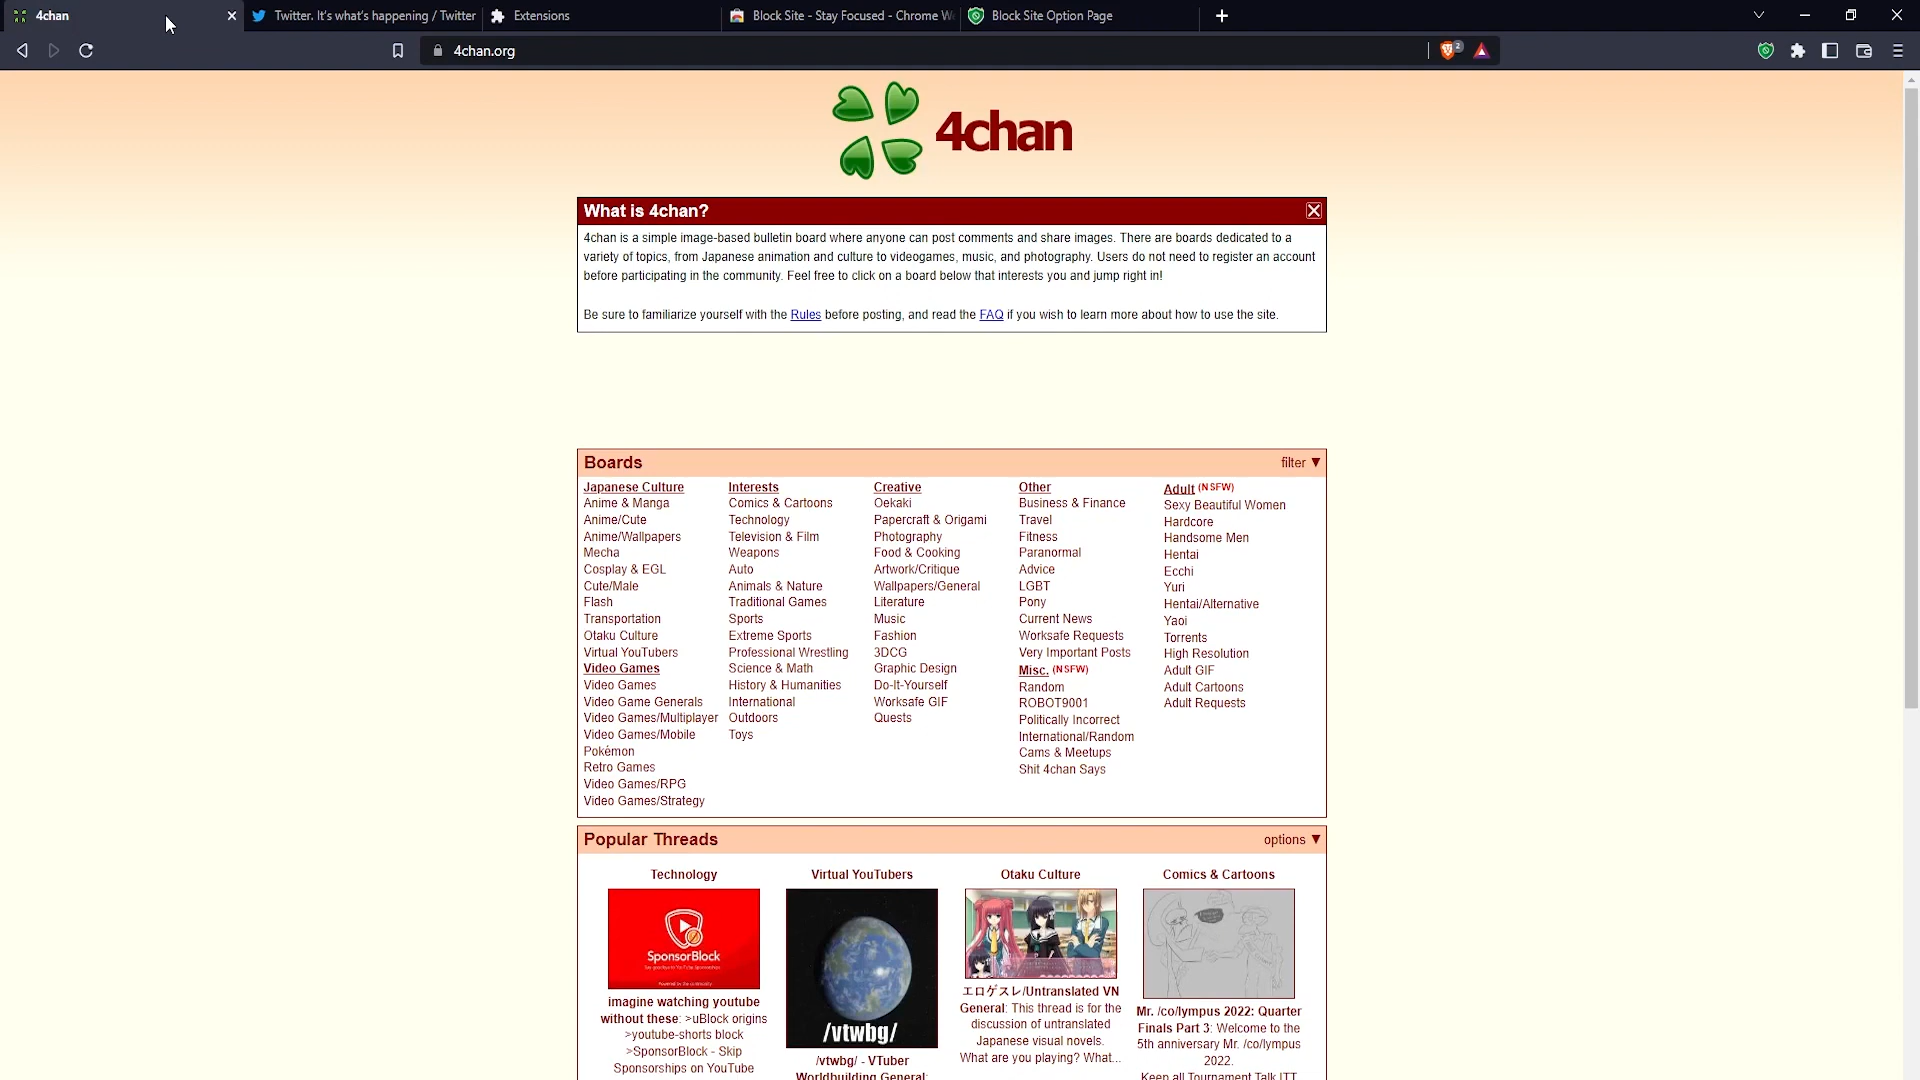 4chan
Twitter. It's what's happening / Twitter
Extensions
Block Site - Stay Focused - Chrome W
Block Site Option Page
4chan.org
2
4chan
What is 4chan?
4chan is a simple image-based bulletin board where anyone can post comments and share images. There are boards dedicated to a
variety of topics, from Japanese animation and culture to videogames, music, and photography. Users do not need to register an account
before participating in the community. Feel free to click on a board below that interests you and jump right in!
Be sure to familiarize yourself with the Rules before posting, and read the FAQ if you wish to learn more about how to use the site.
Boards
filter ▼
Japanese Culture
Anime & Manga
Anime/Cute
Anime/Wallpapers
Mecha
Cosplay & EGL
Cute/Male
Flash
Transportation
Otaku Culture
Virtual YouTubers
Video Games
Video Games
Video Game Generals
Video Games/Multiplayer
Video Games/Mobile
Pokémon
Retro Games
Video Games/RPG
Video Games/Strategy
Interests
Comics & Cartoons
Technology
Television & Film
Weapons
Auto
Animals & Nature
Traditional Games
Sports
Extreme Sports
Professional Wrestling
Science & Math
History & Humanities
International
Outdoors
Toys
Creative
Oekaki
Papercraft & Origami
Photography
Food & Cooking
Artwork/Critique
Wallpapers/General
Literature
Music
Fashion
3DCG
Graphic Design
Do-It-Yourself
Worksafe GIF
Quests
Other
Business & Finance
Travel
Fitness
Paranormal
Advice
LGBT
Pony
Current News
Worksafe Requests
Very Important Posts
Misc. (NSFW)
Random
ROBOT9001
Politically Incorrect
International/Random
Cams & Meetups
Shit 4chan Says
Adult (NSFW)
Sexy Beautiful Women
Hardcore
Handsome Men
Hentai
Ecchi
Yuri
Hentai/Alternative
Yaoi
Torrents
High Resolution
Adult GIF
Adult Cartoons
Adult Requests
Popular Threads
options ▼
Technology
SponsorBlock
imagine watching youtube
without these: >uBlock origins
>youtube-shorts block
>SponsorBlock - Skip
Sponsorships on YouTube
Virtual YouTubers
/vtwbg/
/vtwbg/ - VTuber
Worldbuilding General:
Otaku Culture
エロゲスレ/Untranslated VN
General: This thread is for the
discussion of untranslated
Japanese visual novels.
What are you playing? What...
Comics & Cartoons
Mr. /co/lympus 2022: Quarter
Finals Part 3: Welcome to the
5th anniversary Mr. /co/lympus
2022.
Keep all Tournament Talk ITT